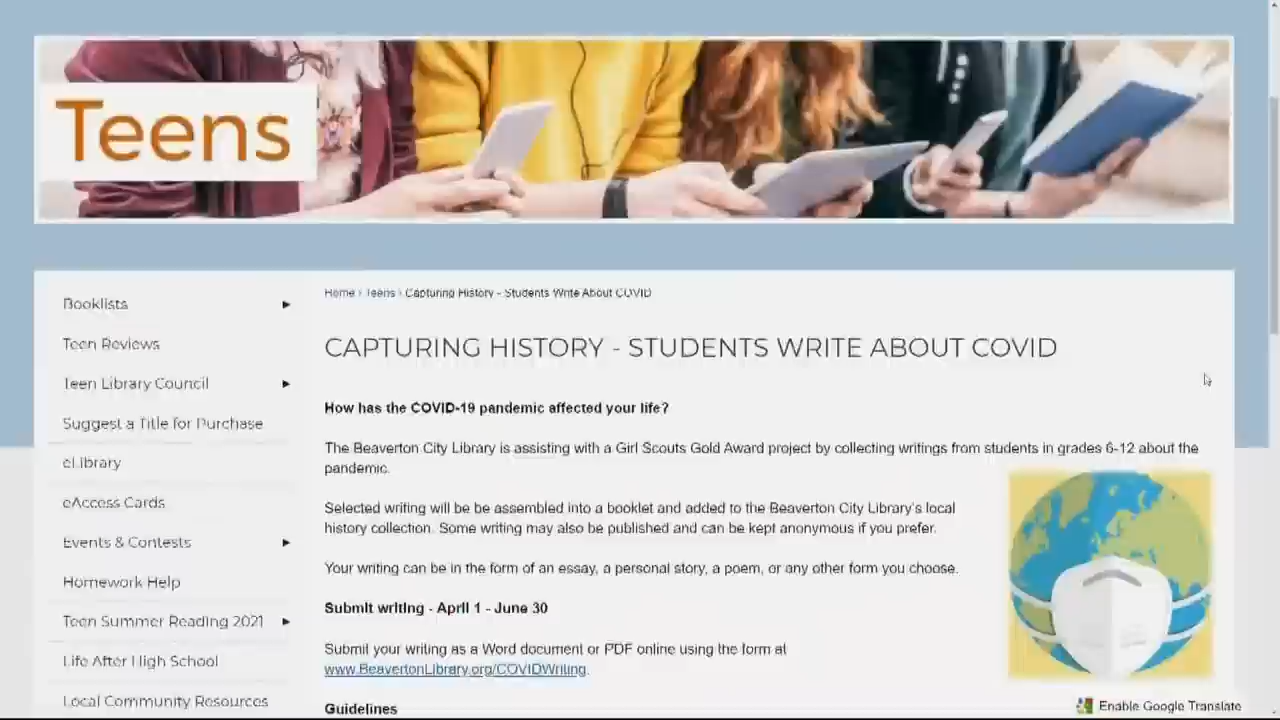 Teens
Booklists
Teen Reviews
Teen Library Council
Suggest a Title for Purchase
eLibrary
eAccess Cards
Events & Contests
Homework Help
Teen Summer Reading 2021
Life After High School
Local Community Resources
Home › Teens › Capturing History - Students Write About COVID
CAPTURING HISTORY - STUDENTS WRITE ABOUT COVID
How has the COVID-19 pandemic affected your life?
The Beaverton City Library is assisting with a Girl Scouts Gold Award project by collecting writings from students in grades 6-12 about the
pandemic.
Selected writing will be be assembled into a booklet and added to the Beaverton City Library's local
history collection. Some writing may also be published and can be kept anonymous if you prefer.
Your writing can be in the form of an essay, a personal story, a poem, or any other form you choose.
Submit writing - April 1 - June 30
Submit your writing as a Word document or PDF online using the form at
www.BeavertonLibrary.org/COVIDWriting.
Guidelines
Enable Google Translate